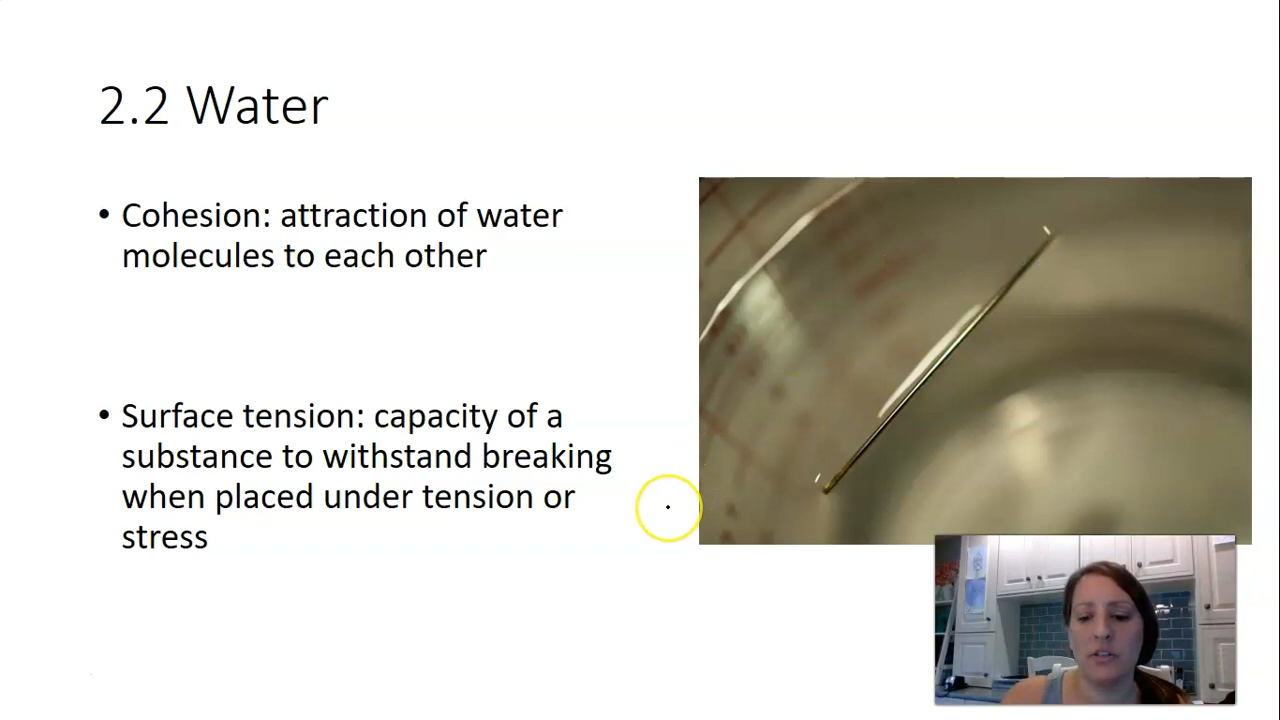 2.2 Water
• Cohesion: attraction of water
molecules to each other
• Surface tension: capacity of a
substance to withstand breaking
when placed under tension or
stress